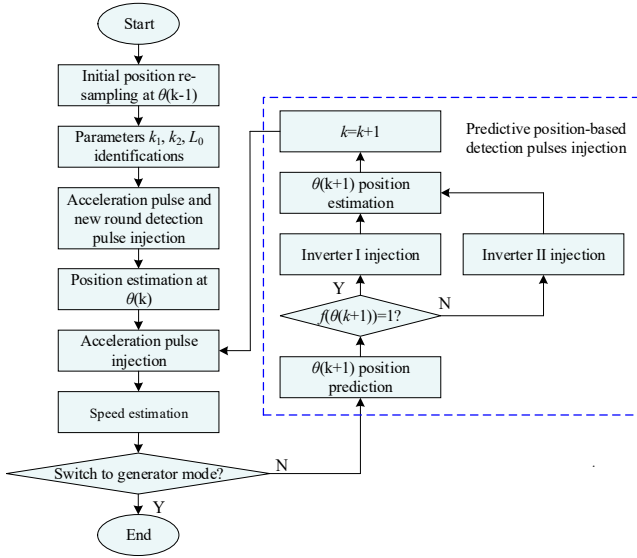 Start
Initial position re-
sampling at θ(k-1)
Parameters k₁, k₂, L₀
identifications
Acceleration pulse and
new round detection
pulse injection
Position estimation at
θ(k)
Acceleration pulse
injection
Speed estimation
Switch to generator mode?
N
Y
End
k=k+1
Predictive position-based
detection pulses injection
θ(k+1) position
estimation
Inverter I injection
Inverter II injection
Y
N
f(θ(k+1))=1?
θ(k+1) position
prediction